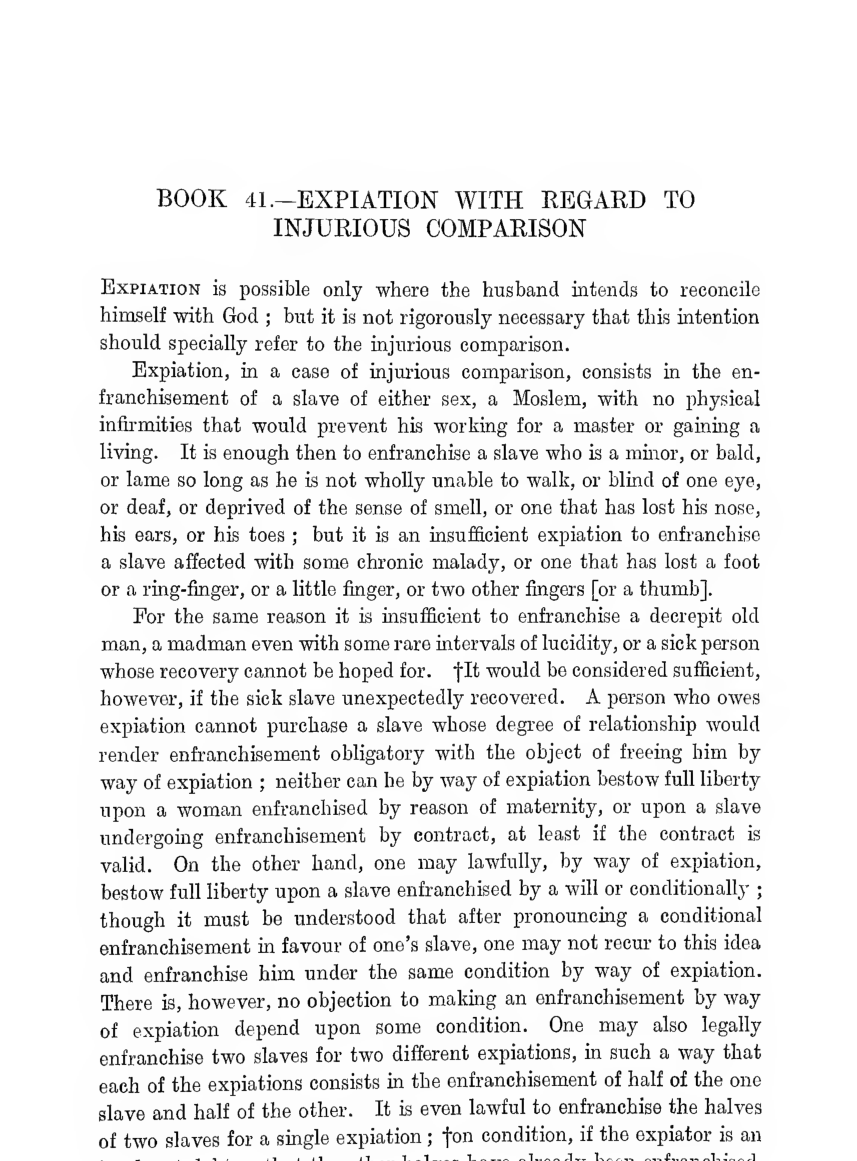 BOOK 41.—EXPIATION WITH REGARD TO
INJURIOUS COMPARISON
EXPIATION is possible only where the husband intends to reconcile
himself with God ; but it is not rigorously necessary that this intention
should specially refer to the injurious comparison.
Expiation, in a case of injurious comparison, consists in the en-
franchisement of a slave of either sex, a Moslem, with no physical
infirmities that would prevent his working for a master or gaining a
living. It is enough then to enfranchise a slave who is a minor, or bald,
or lame so long as he is not wholly unable to walk, or blind of one eye,
or deaf, or deprived of the sense of smell, or one that has lost his nose,
his ears, or his toes ; but it is an insufficient expiation to enfranchise
a slave affected with some chronic malady, or one that has lost a foot
or a ring-finger, or a little finger, or two other fingers [or a thumb].
For the same reason it is insufficient to enfranchise a decrepit old
man, a madman even with some rare intervals of lucidity, or a sick person
whose recovery cannot be hoped for. †It would be considered sufficient,
however, if the sick slave unexpectedly recovered. A person who owes
expiation cannot purchase a slave whose degree of relationship would
render enfranchisement obligatory with the object of freeing him by
way of expiation ; neither can he by way of expiation bestow full liberty
upon a woman enfranchised by reason of maternity, or upon a slave
undergoing enfranchisement by contract, at least if the contract is
valid. On the other hand, one may lawfully, by way of expiation,
bestow full liberty upon a slave enfranchised by a will or conditionally ;
though it must be understood that after pronouncing a conditional
enfranchisement in favour of one's slave, one may not recur to this idea
and enfranchise him under the same condition by way of expiation.
There is, however, no objection to making an enfranchisement by way
of expiation depend upon some condition. One may also legally
enfranchise two slaves for two different expiations, in such a way that
each of the expiations consists in the enfranchisement of half of the one
slave and half of the other. It is even lawful to enfranchise the halves
of two slaves for a single expiation ; †on condition, if the expiator is an